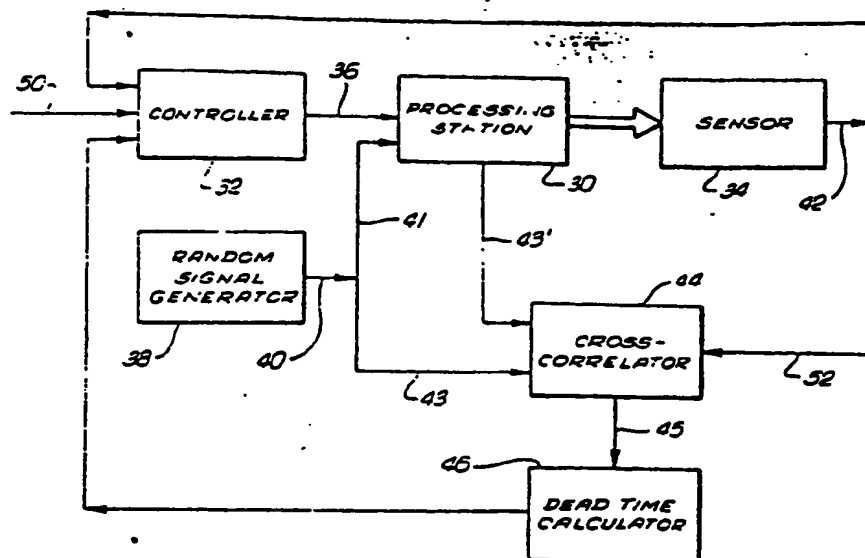 50
CONTROLLER
32
36
PROCESSING
STATION
30
SENSOR
34
42
41
43'
RANDOM
SIGNAL
GENERATOR
38
40
43
44
CROSS-
CORRELATOR
52
45
46
DEAD TIME
CALCULATOR